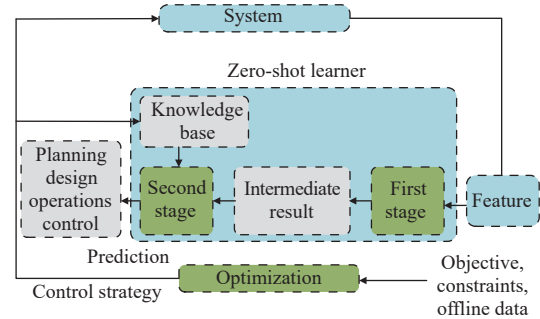 System
Zero-shot learner
Knowledge
base
Planning
design
operations
control
Second
stage
Intermediate
result
First
stage
Feature
Prediction
Control strategy
Optimization
Objective,
constraints,
offline data